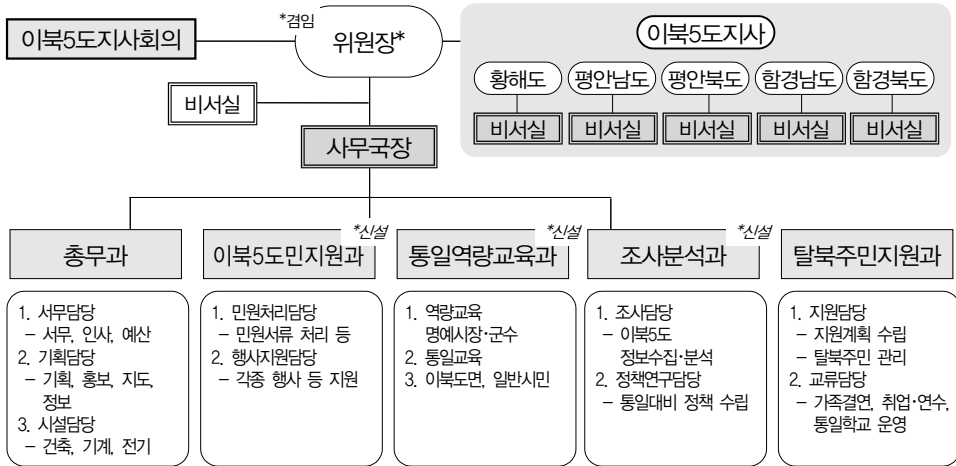 *겸임
이북5도지사회의
위원장*
이북5도지사
황해도 평안남도 평안북도 함경남도 함경북도
비서실 비서실 비서실 비서실 비서실
비서실
사무국장
*신설 *신설 *신설
총무과 이북5도민지원과 통일역량교육과 조사분석과 탈북주민지원과
1. 서무담당
– 서무, 인사, 예산
2. 기획담당
– 기획, 홍보, 지도,
정보
3. 시설담당
– 건축, 기계, 전기
1. 민원처리담당
– 민원서류 처리 등
2. 행사지원담당
– 각종 행사 등 지원
1. 역량교육
명예시장·군수
2. 통일교육
3. 이북도면, 일반시민
1. 조사담당
– 이북5도
정보수집·분석
2. 정책연구담당
– 통일대비 정책 수립
1. 지원담당
– 지원계획 수립
– 탈북주민 관리
2. 교류담당
– 가족결연, 취업·연수,
통일학교 운영